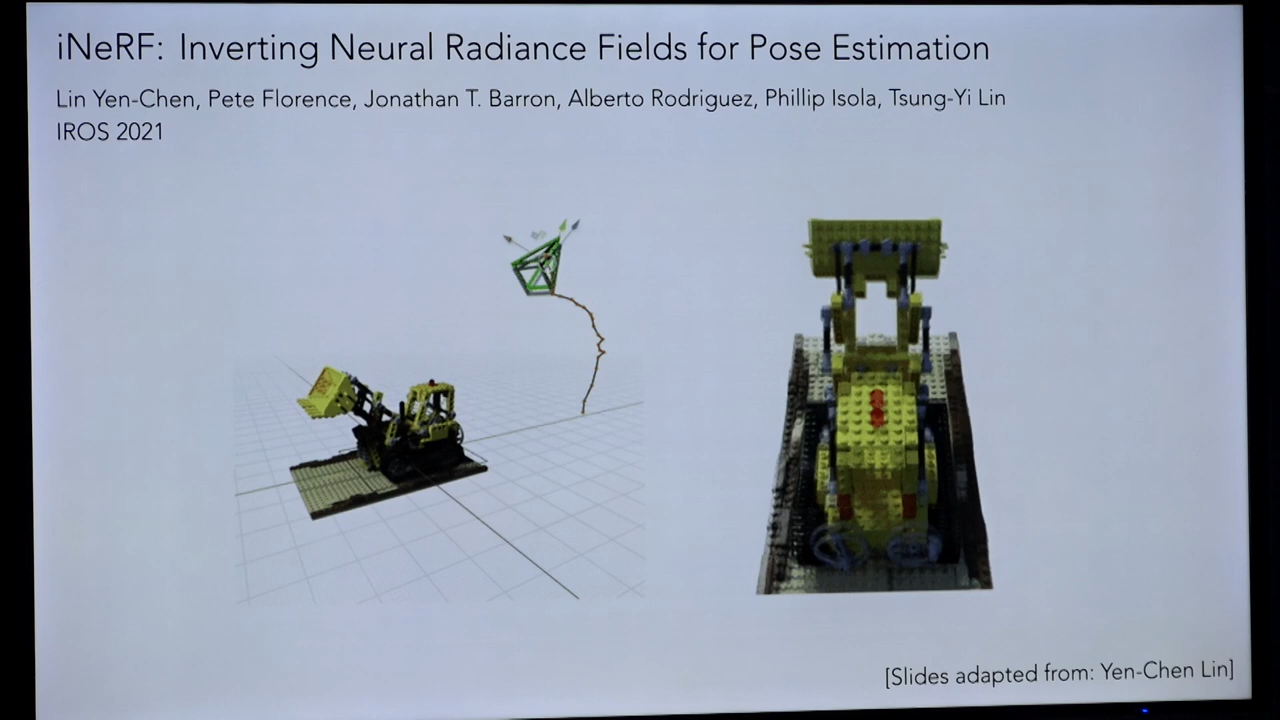 iNeRF: Inverting Neural Radiance Fields for Pose Estimation
Lin Yen-Chen, Pete Florence, Jonathan T. Barron, Alberto Rodriguez, Phillip Isola, Tsung-Yi Lin
IROS 2021
[Slides adapted from: Yen-Chen Lin]